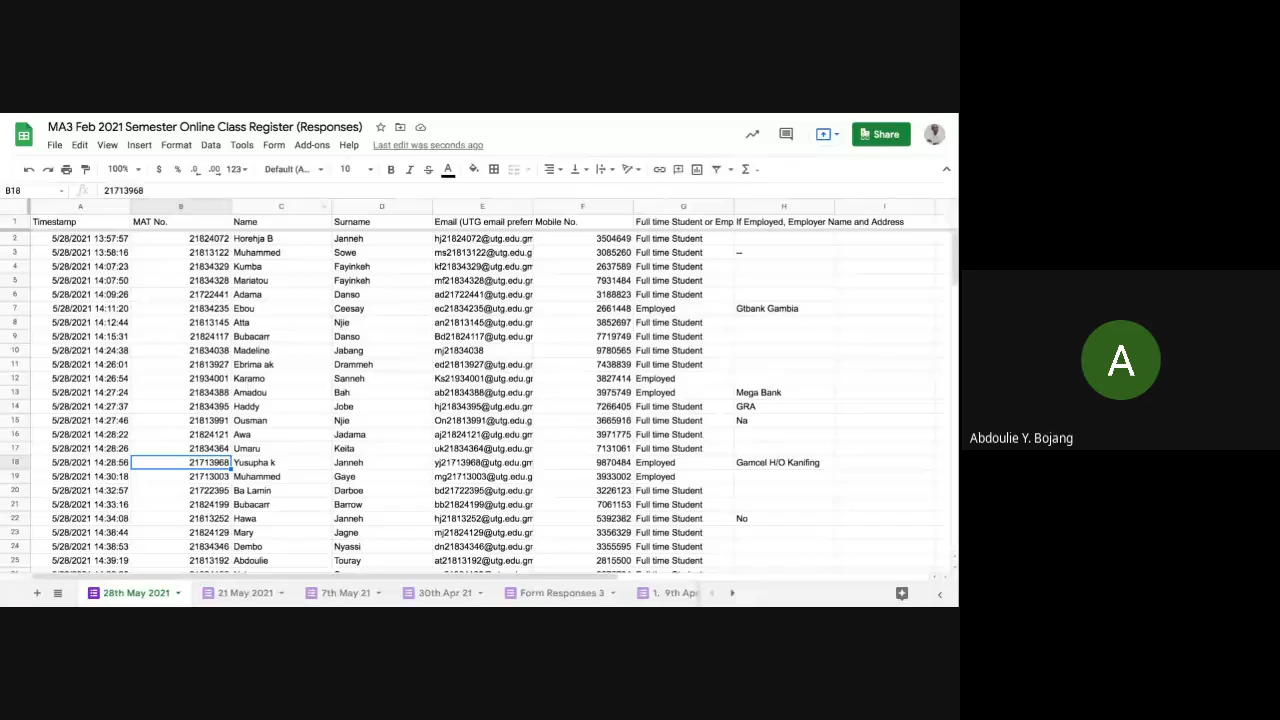 MA3 Feb 2021 Semester Online Class Register (Responses)
File Edit View Insert Format Data Tools Form Add-ons Help Last edit was seconds ago
Share
100% $ % .0 .00 123 Default (A... 10 B I S A
B18 fx 21713968
A B C D E F G H I
1 Timestamp MAT No. Name Surname Email (UTG email preferr Mobile No. Full time Student or Emp If Employed, Employer Name and Address
2 5/28/2021 13:57:57 21824072 Horehja B Janneh hj21824072@utg.edu.gm 3504649 Full time Student
3 5/28/2021 13:58:16 21813122 Muhammed Sowe ms21813122@utg.edu.gr 3085260 Full time Student --
4 5/28/2021 14:07:23 21834329 Kumba Fayinkeh kf21834329@utg.edu.gm 2637589 Full time Student
5 5/28/2021 14:07:50 21834328 Mariatou Fayinkeh mf21834328@utg.edu.gm 7931484 Full time Student
6 5/28/2021 14:09:26 21722441 Adama Danso ad21722441@utg.edu.gr 3188823 Full time Student
7 5/28/2021 14:11:20 21834235 Ebou Ceesay ec21834235@utg.edu.gr 2661448 Employed Gtbank Gambia
8 5/28/2021 14:12:44 21813145 Atta Njie an21813145@utg.edu.gr 3852697 Full time Student
9 5/28/2021 14:15:31 21824117 Bubacarr Danso Bd21824117@utg.edu.gr 7719749 Full time Student
10 5/28/2021 14:24:38 21834038 Madeline Jabang mj21834038 9780565 Full time Student
11 5/28/2021 14:26:01 21813927 Ebrima ak Drammeh ed21813927@utg.edu.gr 7438839 Full time Student
12 5/28/2021 14:26:54 21934001 Karamo Sanneh Ks21934001@utg.edu.gr 3827414 Employed
13 5/28/2021 14:27:24 21834388 Amadou Bah ab21834388@utg.edu.gr 3975749 Employed Mega Bank
14 5/28/2021 14:27:37 21834395 Haddy Jobe hj21834395@utg.edu.gm 7266405 Full time Student GRA
15 5/28/2021 14:27:46 21813991 Ousman Njie On21813991@utg.edu.gr 3665916 Full time Student Na
16 5/28/2021 14:28:22 21824121 Awa Jadama aj21824121@utg.edu.gm 3971775 Full time Student
17 5/28/2021 14:28:26 21834364 Umaru Keita uk21834364@utg.edu.gr 7131061 Full time Student
18 5/28/2021 14:28:56 21713968 Yusupha k Janneh yj21713968@utg.edu.gm 9870484 Employed Gamcel H/O Kanifing
19 5/28/2021 14:30:18 21713003 Muhammed Gaye mg21713003@utg.edu.gr 3933002 Employed
20 5/28/2021 14:32:57 21722395 Ba Lamin Darboe bd21722395@utg.edu.gr 3226123 Full time Student
21 5/28/2021 14:33:16 21824199 Bubacarr Barrow bb21824199@utg.edu.gr 7061153 Full time Student
22 5/28/2021 14:34:08 21813252 Hawa Janneh hj21813252@utg.edu.gm 5392382 Full time Student No
23 5/28/2021 14:38:44 21824129 Mary Jagne mj21824129@utg.edu.gm 3356329 Full time Student
24 5/28/2021 14:38:53 21834346 Dembo Nyassi dn21834346@utg.edu.gr 3355595 Full time Student
25 5/28/2021 14:39:19 21813192 Abdoulie Touray at21813192@utg.edu.gm 2815500 Full time Student
28th May 2021 21 May 2021 7th May 21 30th Apr 21 Form Responses 3 1. 9th Apr
A
Abdoulie Y. Bojang